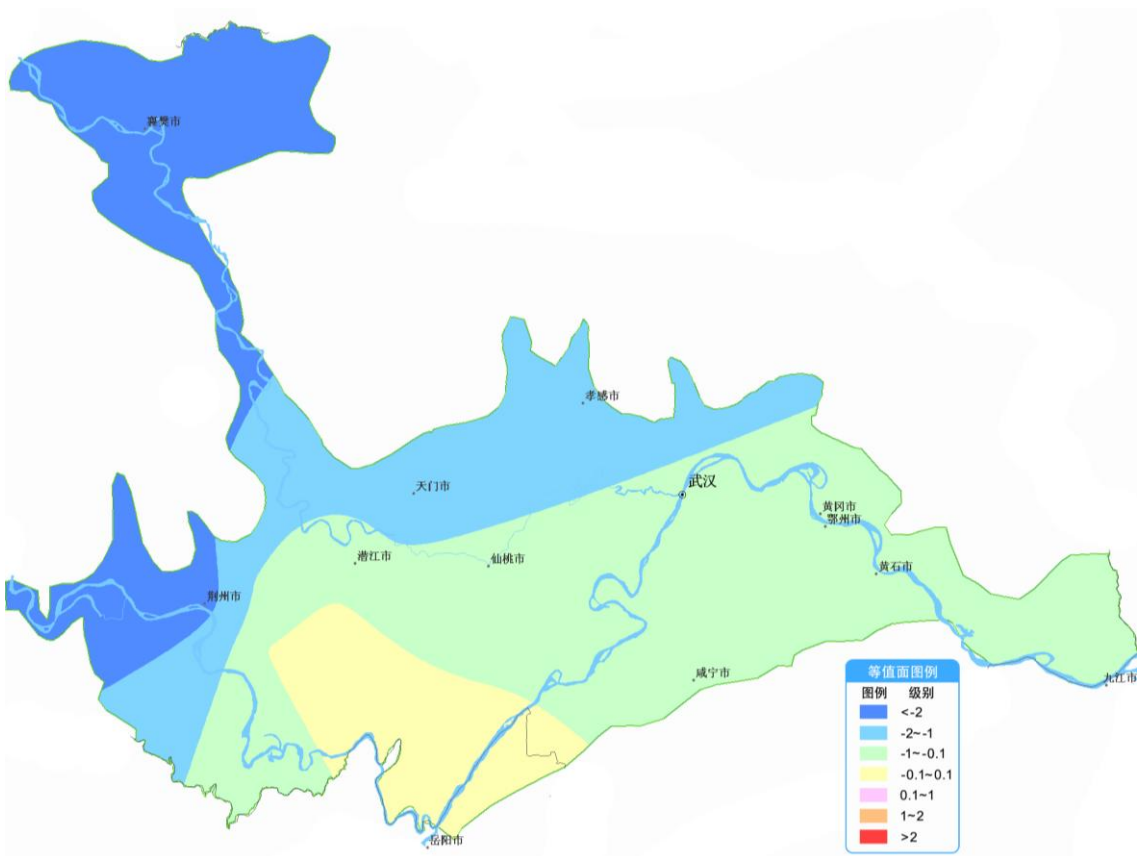 襄樊市
孝感市
天门市
武汉
黄冈市
鄂州市
潜江市
仙桃市
黄石市
荆州市
咸宁市
九江市
岳阳市
等值面图例
图例 级别
<-2
-2~-1
-1~-0.1
-0.1~0.1
0.1~1
1~2
>2